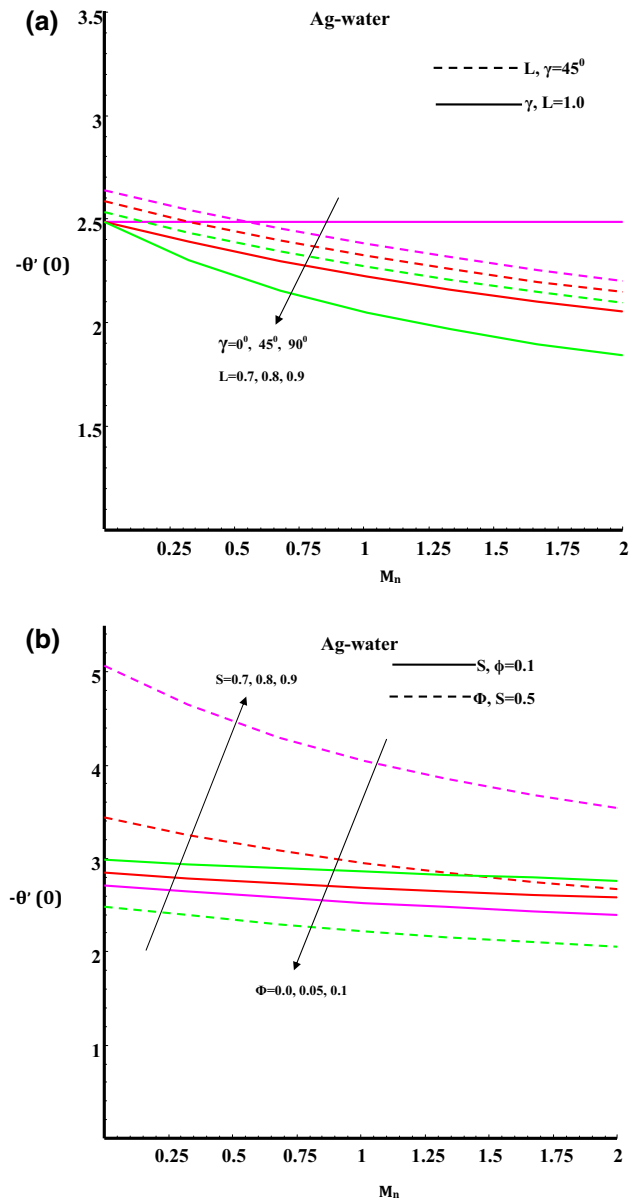 (a)
Ag-water
3.5
L, γ=45⁰
γ, L=1.0
3
2.5
-θ' (0)
γ=0⁰, 45⁰, 90⁰
2
L=0.7, 0.8, 0.9
1.5
0.25 0.5 0.75 1 1.25 1.5 1.75 2
Mₙ
(b)
Ag-water
S, ϕ=0.1
5
S=0.7, 0.8, 0.9
Φ, S=0.5
4
3
-θ' (0)
2
Φ=0.0, 0.05, 0.1
1
0.25 0.5 0.75 1 1.25 1.5 1.75 2
Mₙ